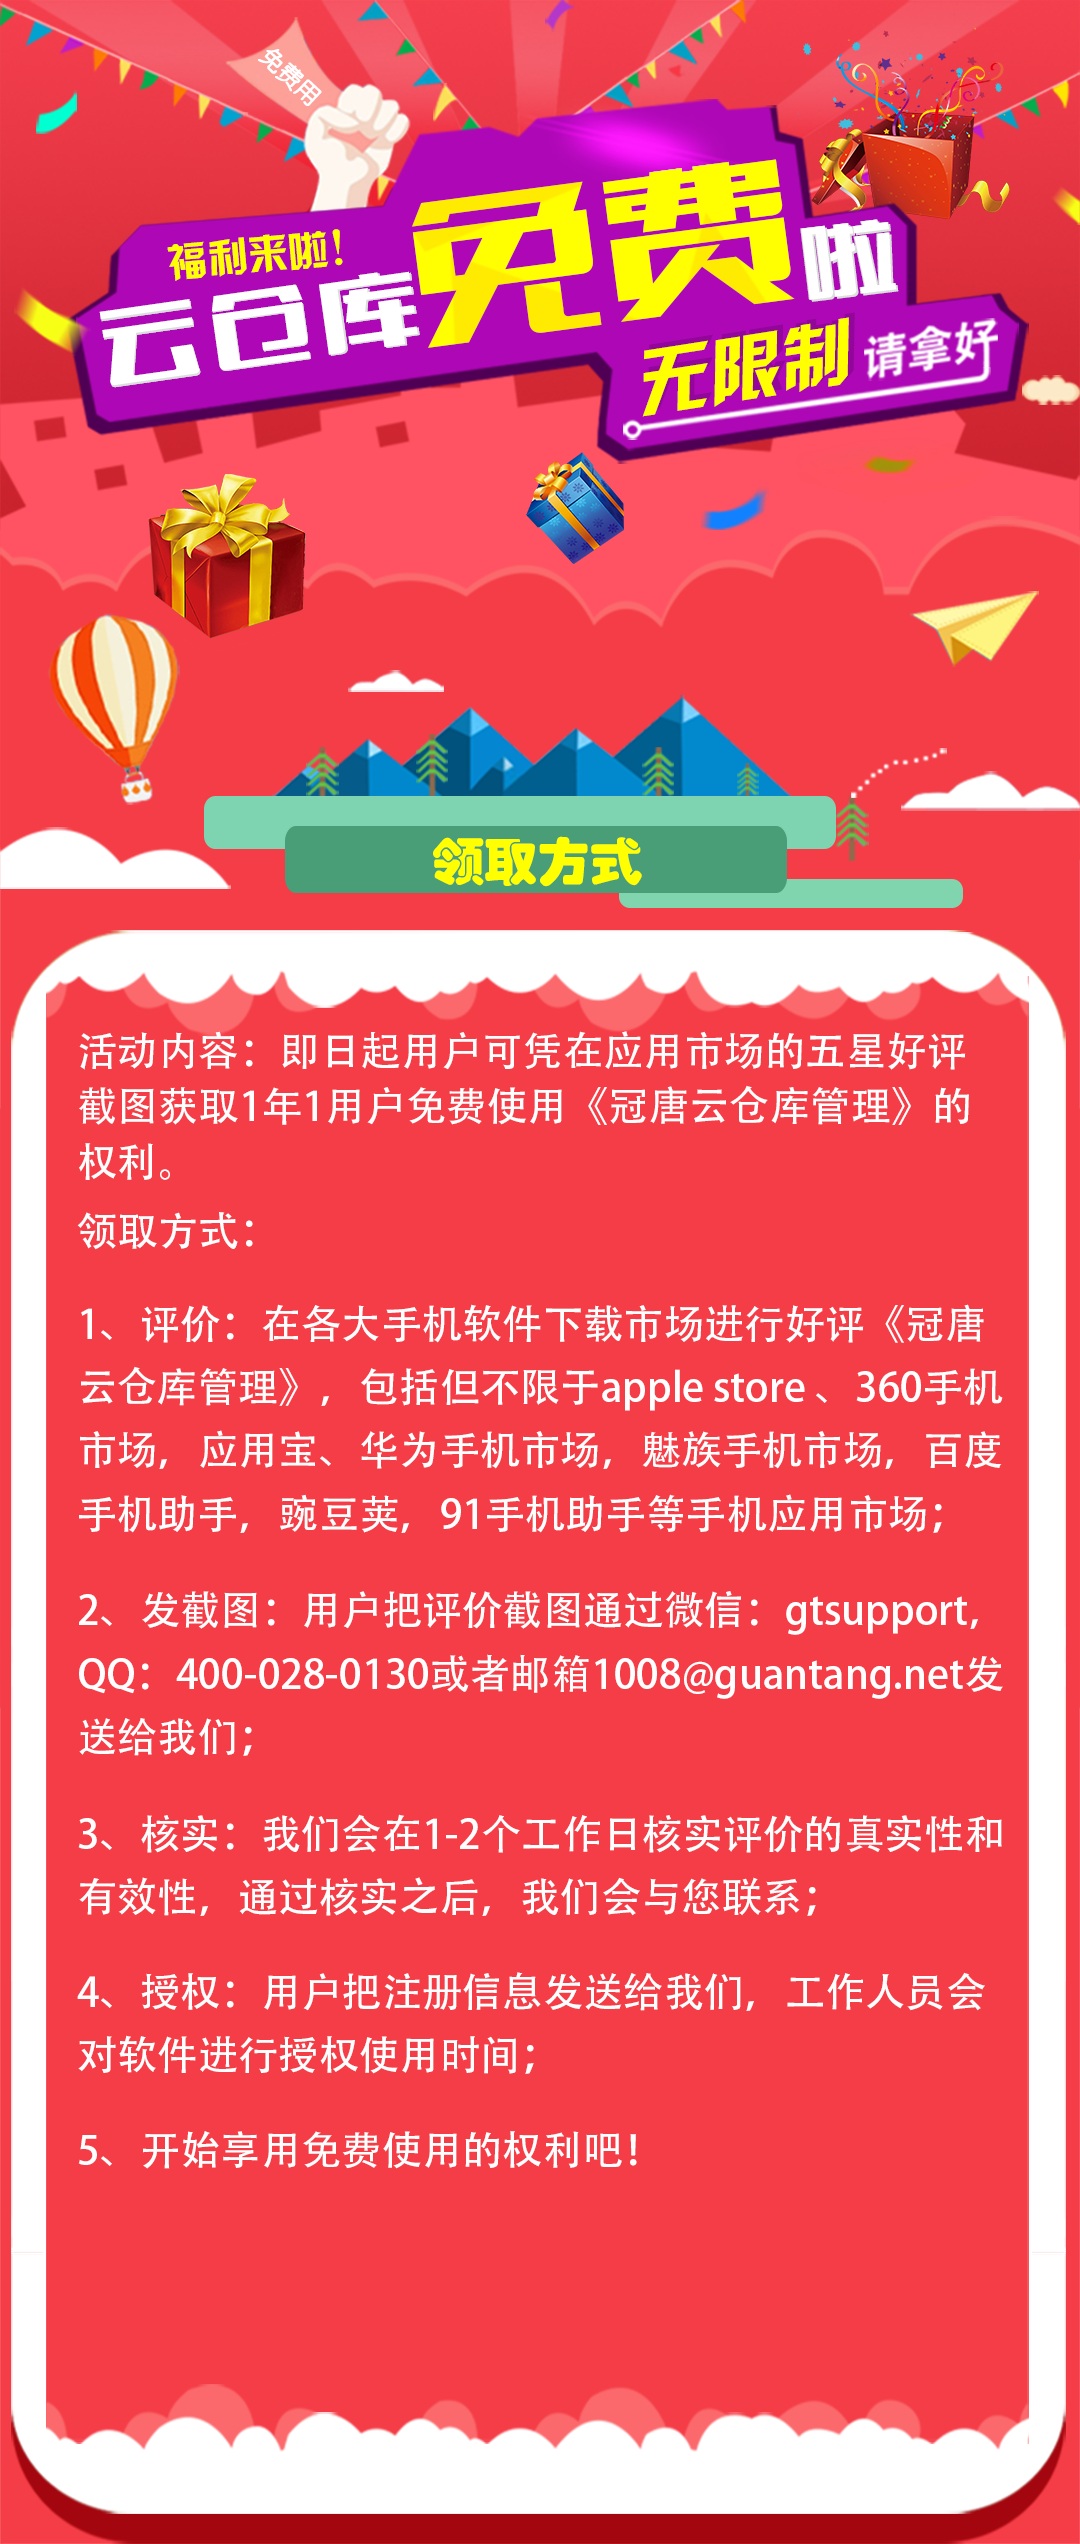 免费用
福利来啦！
云仓库免费啦
无限制 请拿好
领取方式
活动内容：即日起用户可凭在应用市场的五星好评
截图获取1年1用户免费使用《冠唐云仓库管理》的
权利。
领取方式：
1、评价：在各大手机软件下载市场进行好评《冠唐
云仓库管理》，包括但不限于apple store 、360手机
市场，应用宝、华为手机市场，魅族手机市场，百度
手机助手，豌豆荚，91手机助手等手机应用市场；
2、发截图：用户把评价截图通过微信：gtsupport,
QQ：400-028-0130或者邮箱1008@guantang.net发
送给我们；
3、核实：我们会在1-2个工作日核实评价的真实性和
有效性，通过核实之后，我们会与您联系；
4、授权：用户把注册信息发送给我们，工作人员会
对软件进行授权使用时间；
5、开始享用免费使用的权利吧！